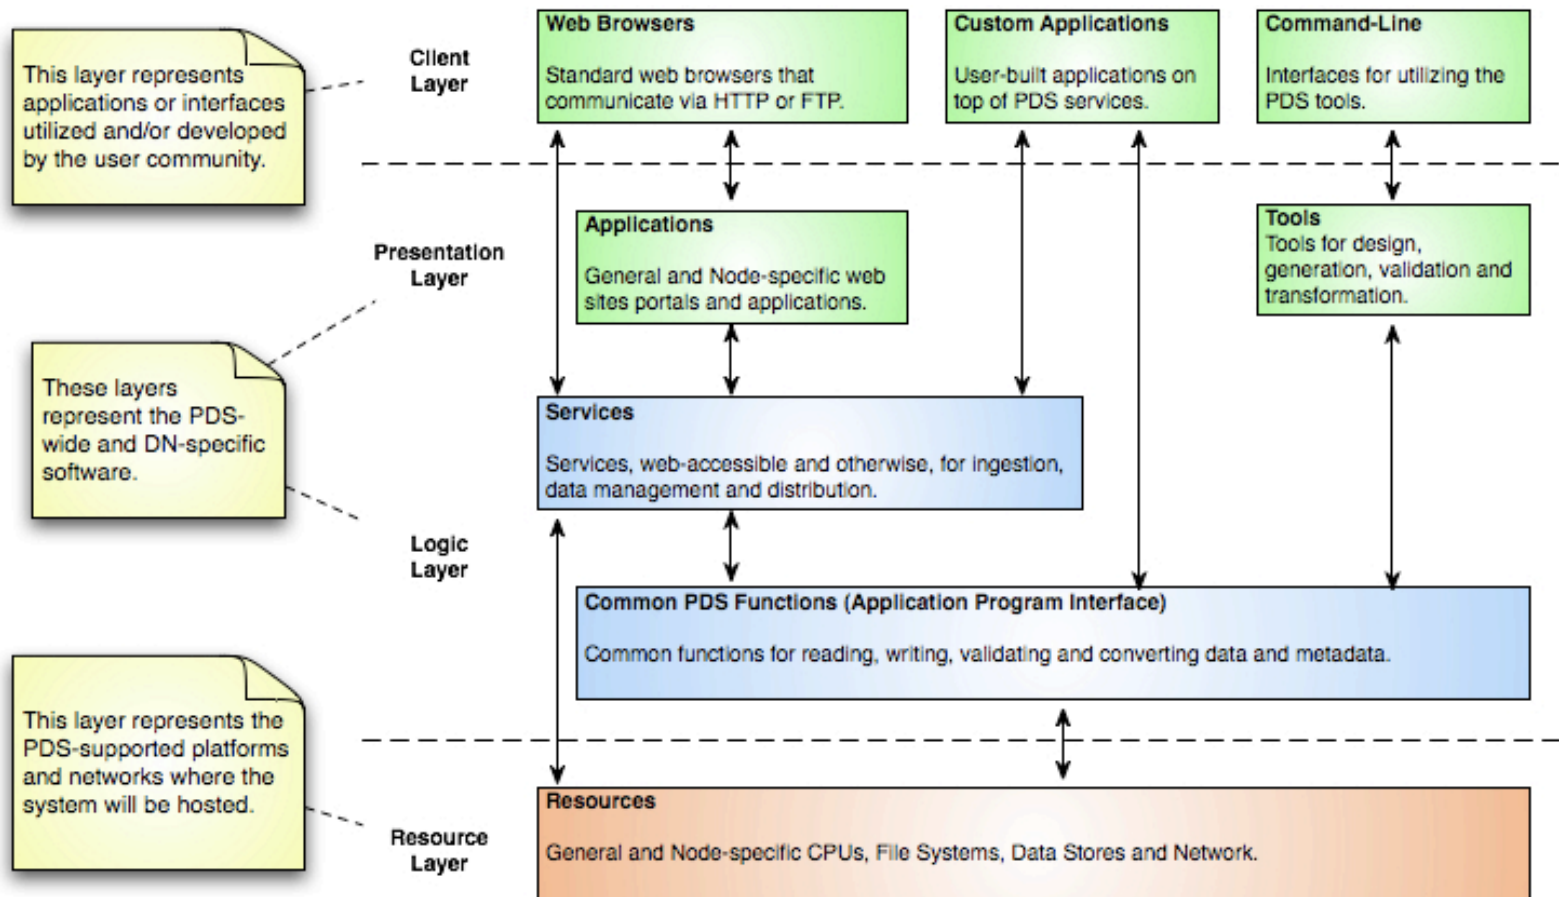 This layer represents
applications or interfaces
utilized and/or developed
by the user community.
Client
Layer
Web Browsers
Standard web browsers that
communicate via HTTP or FTP.
Custom Applications
User-built applications on
top of PDS services.
Command-Line
Interfaces for utilizing the
PDS tools.
Presentation
Layer
Applications
General and Node-specific web
sites portals and applications.
Tools
Tools for design,
generation, validation and
transformation.
These layers
represent the PDS-
wide and DN-specific
software.
Services
Services, web-accessible and otherwise, for ingestion,
data management and distribution.
Logic
Layer
Common PDS Functions (Application Program Interface)
Common functions for reading, writing, validating and converting data and metadata.
This layer represents the
PDS-supported platforms
and networks where the
system will be hosted.
Resource
Layer
Resources
General and Node-specific CPUs, File Systems, Data Stores and Network.